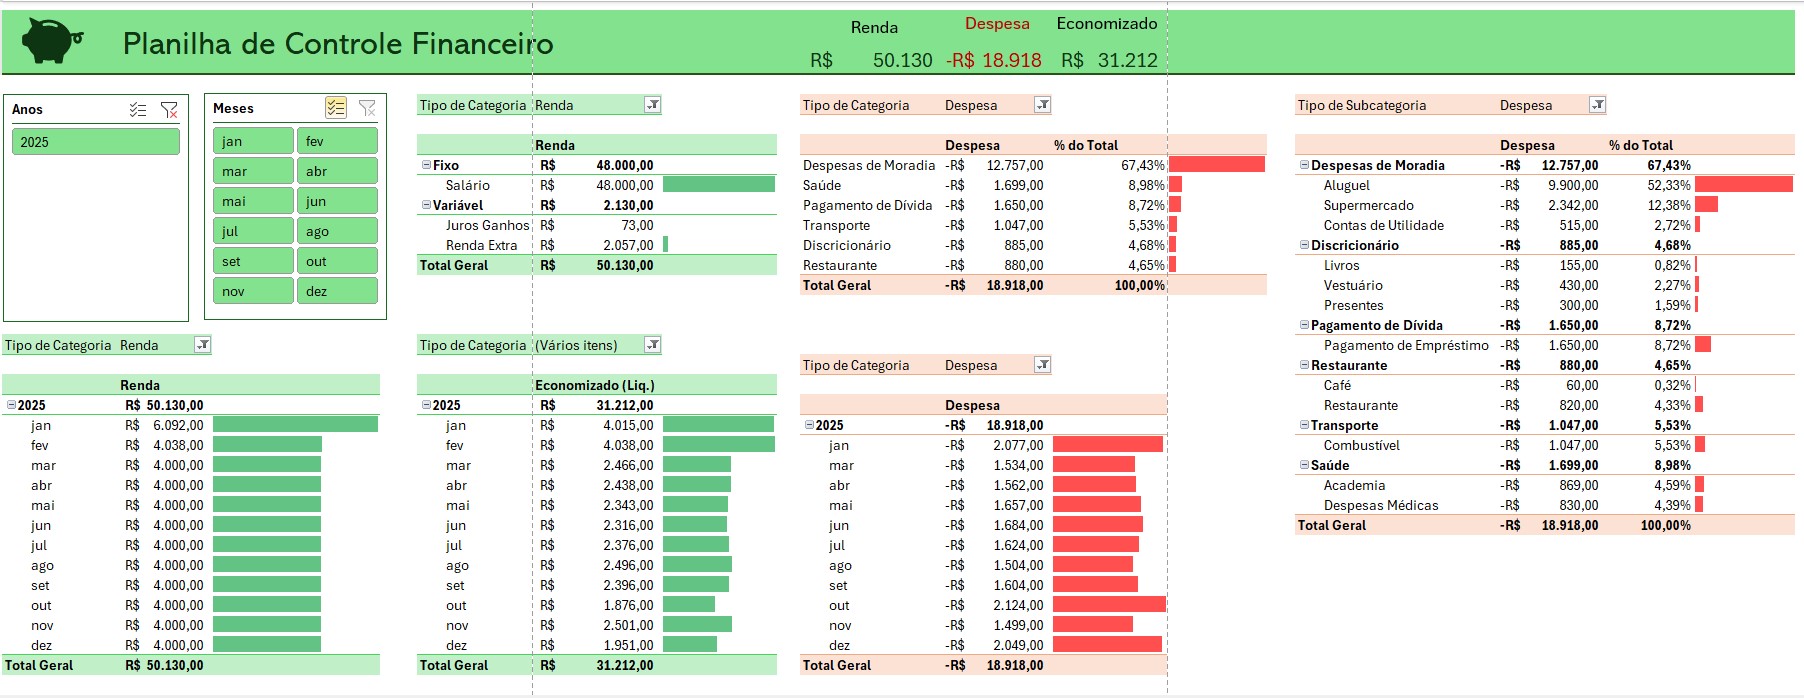 Planilha de Controle Financeiro
Renda Despesa Economizado
R$ 50.130 -R$ 18.918 R$ 31.212
Anos
2025
Meses
jan fev
mar abr
mai jun
jul ago
set out
nov dez
Tipo de Categoria Renda
Renda
Fixo R$ 48.000,00
Salário R$ 48.000,00
Variável R$ 2.130,00
Juros Ganhos R$ 73,00
Renda Extra R$ 2.057,00
Total Geral R$ 50.130,00
Tipo de Categoria Despesa
Despesa % do Total
Despesas de Moradia -R$ 12.757,00 67,43%
Saúde -R$ 1.699,00 8,98%
Pagamento de Dívida -R$ 1.650,00 8,72%
Transporte -R$ 1.047,00 5,53%
Discricionário -R$ 885,00 4,68%
Restaurante -R$ 880,00 4,65%
Total Geral -R$ 18.918,00 100,00%
Tipo de Subcategoria Despesa
Despesa % do Total
Despesas de Moradia -R$ 12.757,00 67,43%
Aluguel -R$ 9.900,00 52,33%
Supermercado -R$ 2.342,00 12,38%
Contas de Utilidade -R$ 515,00 2,72%
Discricionário -R$ 885,00 4,68%
Livros -R$ 155,00 0,82%
Vestuário -R$ 430,00 2,27%
Presentes -R$ 300,00 1,59%
Pagamento de Dívida -R$ 1.650,00 8,72%
Pagamento de Empréstimo -R$ 1.650,00 8,72%
Restaurante -R$ 880,00 4,65%
Café -R$ 60,00 0,32%
Restaurante -R$ 820,00 4,33%
Transporte -R$ 1.047,00 5,53%
Combustível -R$ 1.047,00 5,53%
Saúde -R$ 1.699,00 8,98%
Academia -R$ 869,00 4,59%
Despesas Médicas -R$ 830,00 4,39%
Total Geral -R$ 18.918,00 100,00%
Tipo de Categoria Renda
Renda
2025 R$ 50.130,00
jan R$ 6.092,00
fev R$ 4.038,00
mar R$ 4.000,00
abr R$ 4.000,00
mai R$ 4.000,00
jun R$ 4.000,00
jul R$ 4.000,00
ago R$ 4.000,00
set R$ 4.000,00
out R$ 4.000,00
nov R$ 4.000,00
dez R$ 4.000,00
Total Geral R$ 50.130,00
Tipo de Categoria (Vários itens)
Economizado (Liq.)
2025 R$ 31.212,00
jan R$ 4.015,00
fev R$ 4.038,00
mar R$ 2.466,00
abr R$ 2.438,00
mai R$ 2.343,00
jun R$ 2.316,00
jul R$ 2.376,00
ago R$ 2.496,00
set R$ 2.396,00
out R$ 1.876,00
nov R$ 2.501,00
dez R$ 1.951,00
Total Geral R$ 31.212,00
Tipo de Categoria Despesa
Despesa
2025 -R$ 18.918,00
jan -R$ 2.077,00
mar -R$ 1.534,00
abr -R$ 1.562,00
mai -R$ 1.657,00
jun -R$ 1.684,00
jul -R$ 1.624,00
ago -R$ 1.504,00
set -R$ 1.604,00
out -R$ 2.124,00
nov -R$ 1.499,00
dez -R$ 2.049,00
Total Geral -R$ 18.918,00